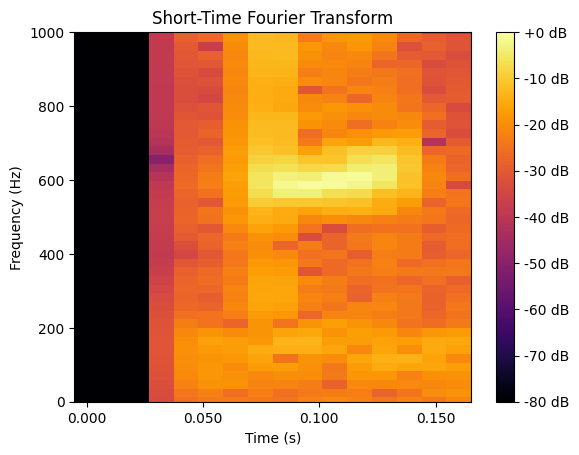 Short-Time Fourier Transform
1000
800
600
400
200
0
Frequency (Hz)
0.000
0.050
0.100
0.150
Time (s)
+0 dB
-10 dB
-20 dB
-30 dB
-40 dB
-50 dB
-60 dB
-70 dB
-80 dB